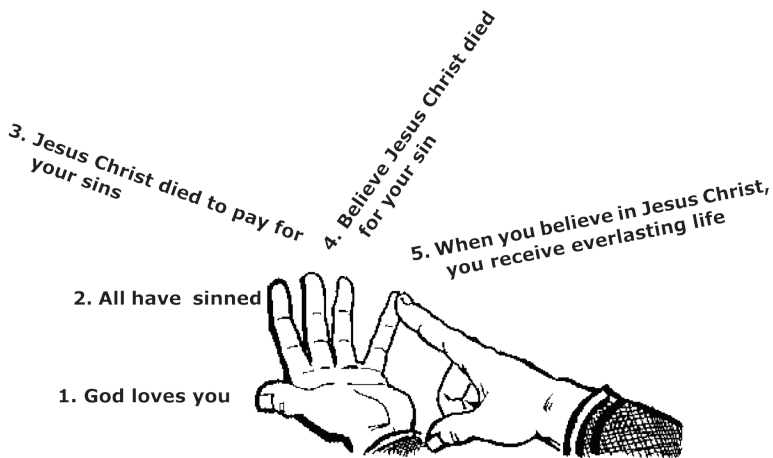 1. God loves you
2. All have sinned
3. Jesus Christ died to pay for
your sins
4. Believe Jesus Christ died
for your sin
5. When you believe in Jesus Christ,
you receive everlasting life